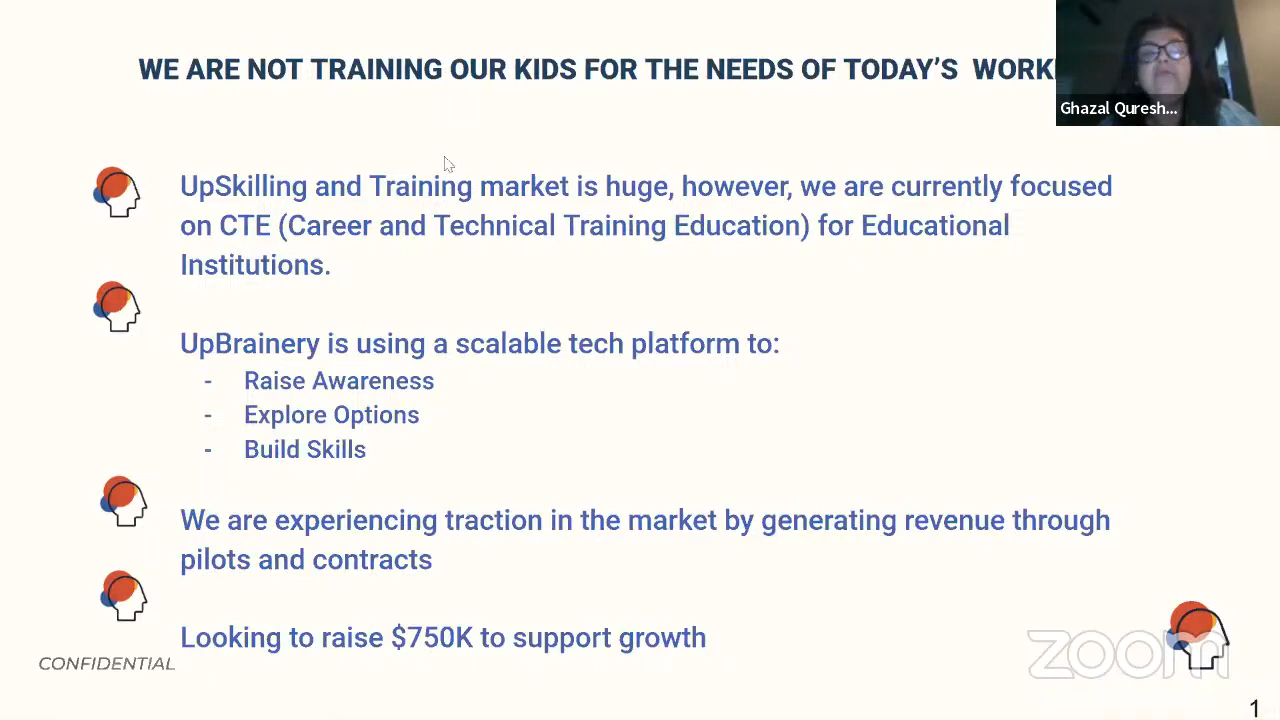 WE ARE NOT TRAINING OUR KIDS FOR THE NEEDS OF TODAY'S
Ghazal Quresh...
UpSkilling and Training market is huge, however, we are currently focused
on CTE (Career and Technical Training Education) for Educational
Institutions.
UpBrainery is using a scalable tech platform to:
- Raise Awareness
- Explore Options
- Build Skills
We are experiencing traction in the market by generating revenue through
pilots and contracts
Looking to raise $750K to support growth
CONFIDENTIAL
zoom
1